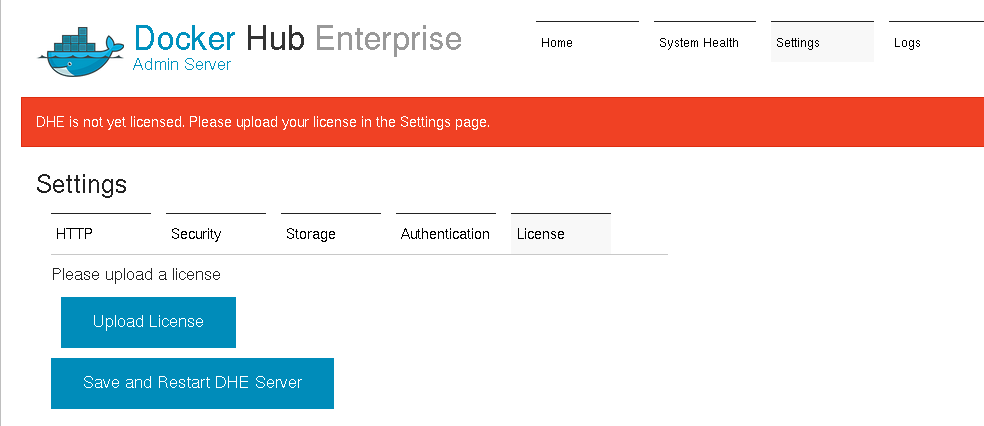 Docker Hub Enterprise
Admin Server
Home
System Health
Settings
Logs
DHE is not yet licensed. Please upload your license in the Settings page.
Settings
HTTP
Security
Storage
Authentication
License
Please upload a license
Upload License
Save and Restart DHE Server